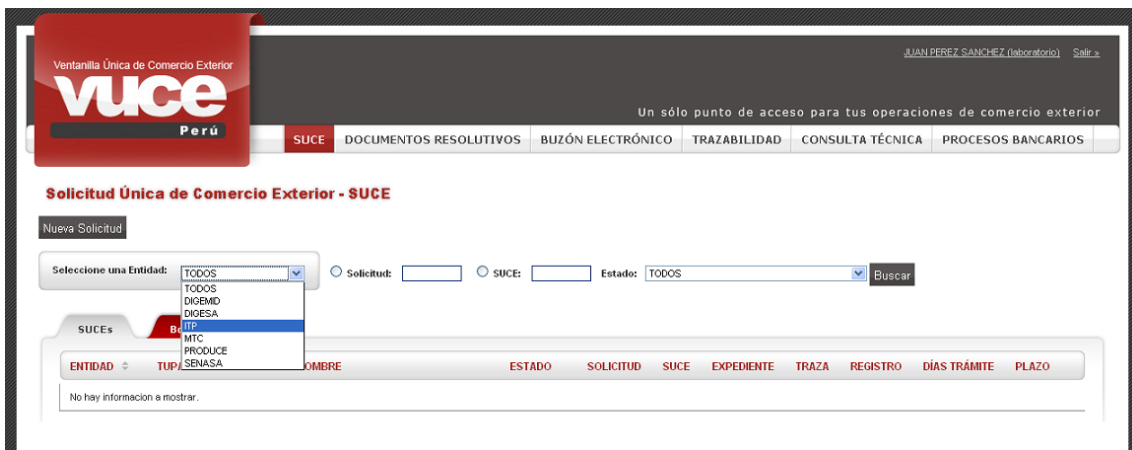 JUAN PEREZ SANCHEZ (laboratorio) Salir »
Ventanilla Única de Comercio Exterior
vuce
Perú
Un sólo punto de acceso para tus operaciones de comercio exterior
SUCE DOCUMENTOS RESOLUTIVOS BUZÓN ELECTRÓNICO TRAZABILIDAD CONSULTA TÉCNICA PROCESOS BANCARIOS
Solicitud Única de Comercio Exterior - SUCE
Nueva Solicitud
Seleccione una Entidad: TODOS Solicitud: SUCE: Estado: TODOS Buscar
TODOS
DIGEMID
DIGESA
ITP
MTC
PRODUCE
SENASA
SUCEs
ENTIDAD ESTADO SOLICITUD SUCE EXPEDIENTE TRAZA REGISTRO DÍAS TRÁMITE PLAZO
No hay informacion a mostrar.